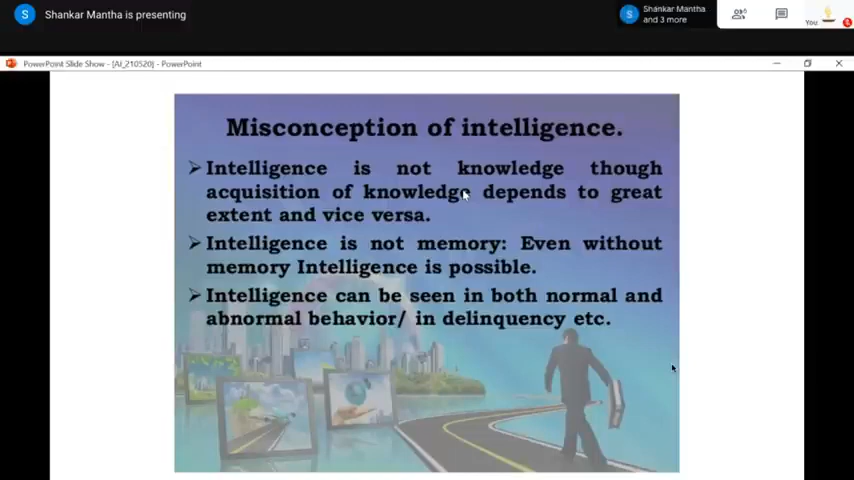 S Shankar Mantha is presenting
S Shankar Mantha
and 3 more
6
You
PowerPoint Slide Show - [AI_210520] - PowerPoint
Misconception of intelligence.
Intelligence is not knowledge though
acquisition of knowledge depends to great
extent and vice versa.
Intelligence is not memory: Even without
memory Intelligence is possible.
Intelligence can be seen in both normal and
abnormal behavior/ in delinquency etc.